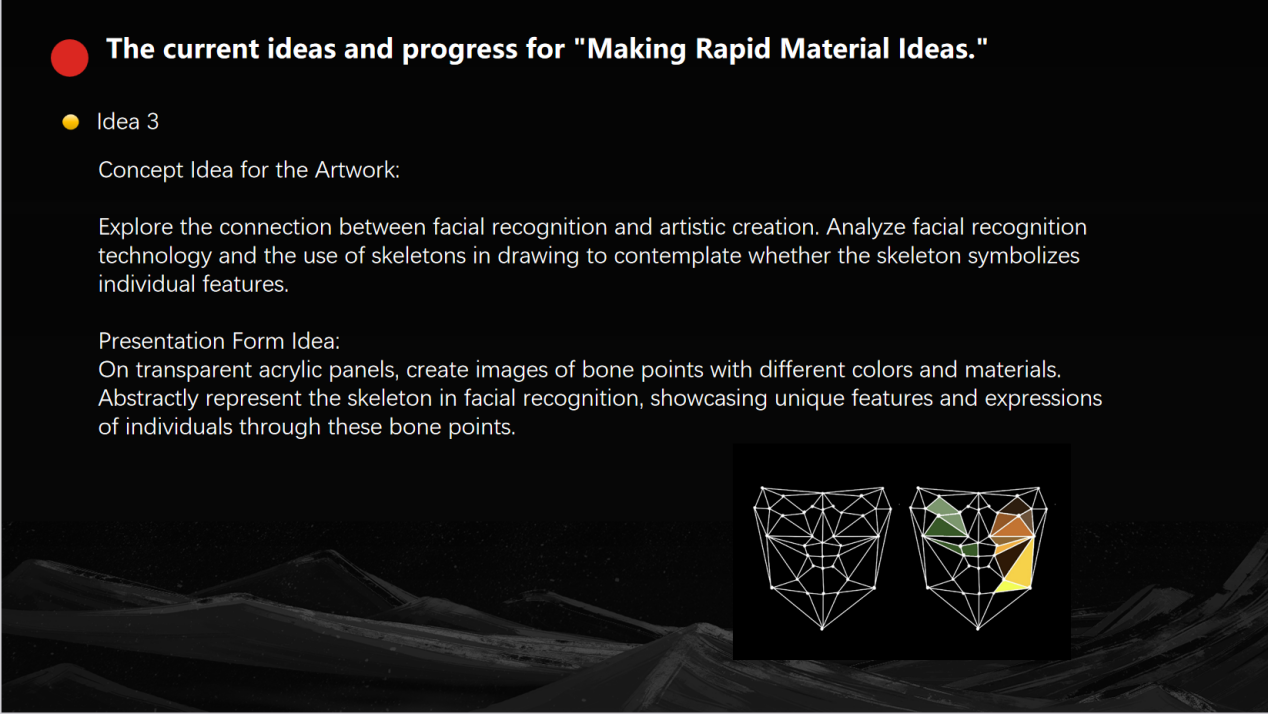 The current ideas and progress for "Making Rapid Material Ideas."
Idea 3
Concept Idea for the Artwork:
Explore the connection between facial recognition and artistic creation. Analyze facial recognition
technology and the use of skeletons in drawing to contemplate whether the skeleton symbolizes
individual features.
Presentation Form Idea:
On transparent acrylic panels, create images of bone points with different colors and materials.
Abstractly represent the skeleton in facial recognition, showcasing unique features and expressions
of individuals through these bone points.